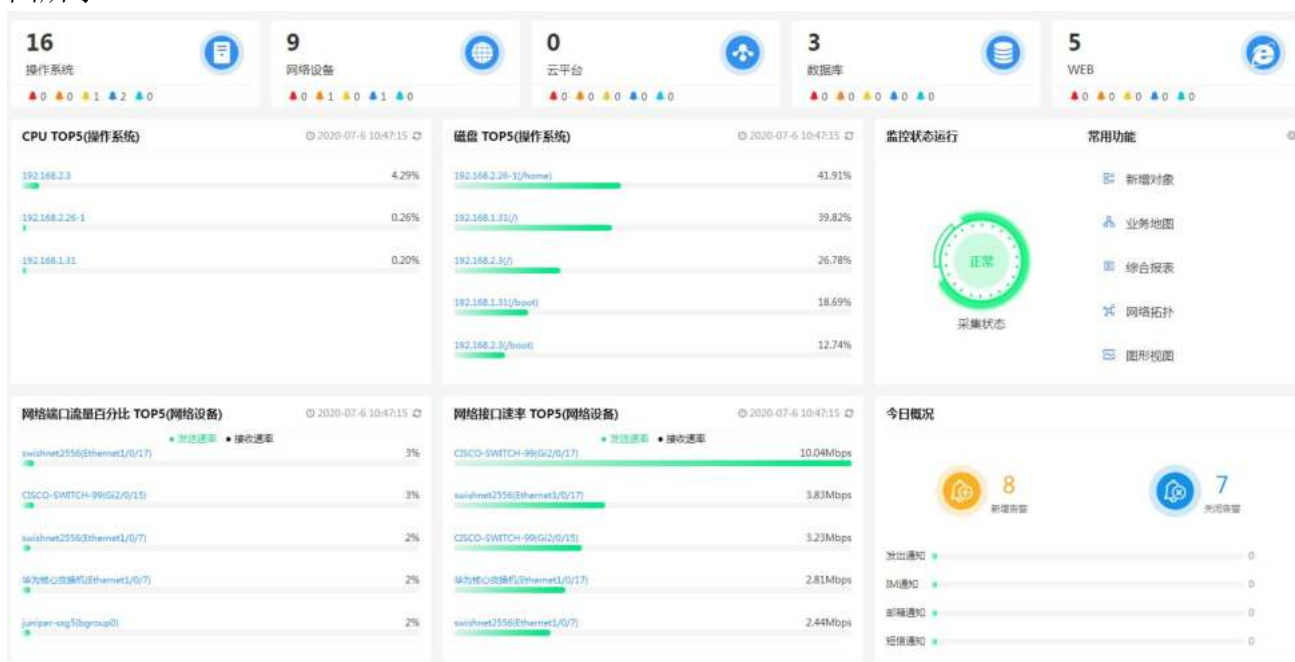 16
操作系统
0 0 1 2 0
9
网络设备
0 1 0 1 0
0
云平台
0 0 0 0 0
3
数据库
0 0 0 0 0
5
WEB
0 0 0 0 0
CPU TOP5(操作系统)
2020-07-6 10:47:15
192.168.2.3 4.29%
192.168.2.26-1 0.26%
192.168.1.31 0.20%
磁盘 TOP5(操作系统)
2020-07-6 10:47:15
192.168.2.26-1(/home) 41.91%
192.168.1.31(/) 39.82%
192.168.2.3(/) 26.78%
192.168.1.31(/boot) 18.69%
192.168.2.3(/boot) 12.74%
监控状态运行
正常
采集状态
常用功能
新增对象
业务地图
综合报表
网络拓扑
图形视图
网络端口流量百分比 TOP5(网络设备)
2020-07-6 10:47:15
发送速率 接收速率
swishnet2556(Ethernet1/0/17) 3%
CISCO-SWITCH-99(Gi2/0/15) 3%
swishnet2556(Ethernet1/0/7) 2%
华为核心交换机(Ethernet1/0/7) 2%
juniper-ssg5(bgroup0) 2%
网络接口速率 TOP5(网络设备)
2020-07-6 10:47:15
发送速率 接收速率
CISCO-SWITCH-99(Gi2/0/17) 10.04Mbps
swishnet2556(Ethernet1/0/17) 3.83Mbps
CISCO-SWITCH-99(Gi2/0/15) 3.23Mbps
华为核心交换机(Ethernet1/0/17) 2.81Mbps
swishnet2556(Ethernet1/0/7) 2.44Mbps
今日概况
8
新增告警
7
关闭告警
发出通知 0
IM通知 0
邮箱通知 0
短信通知 0